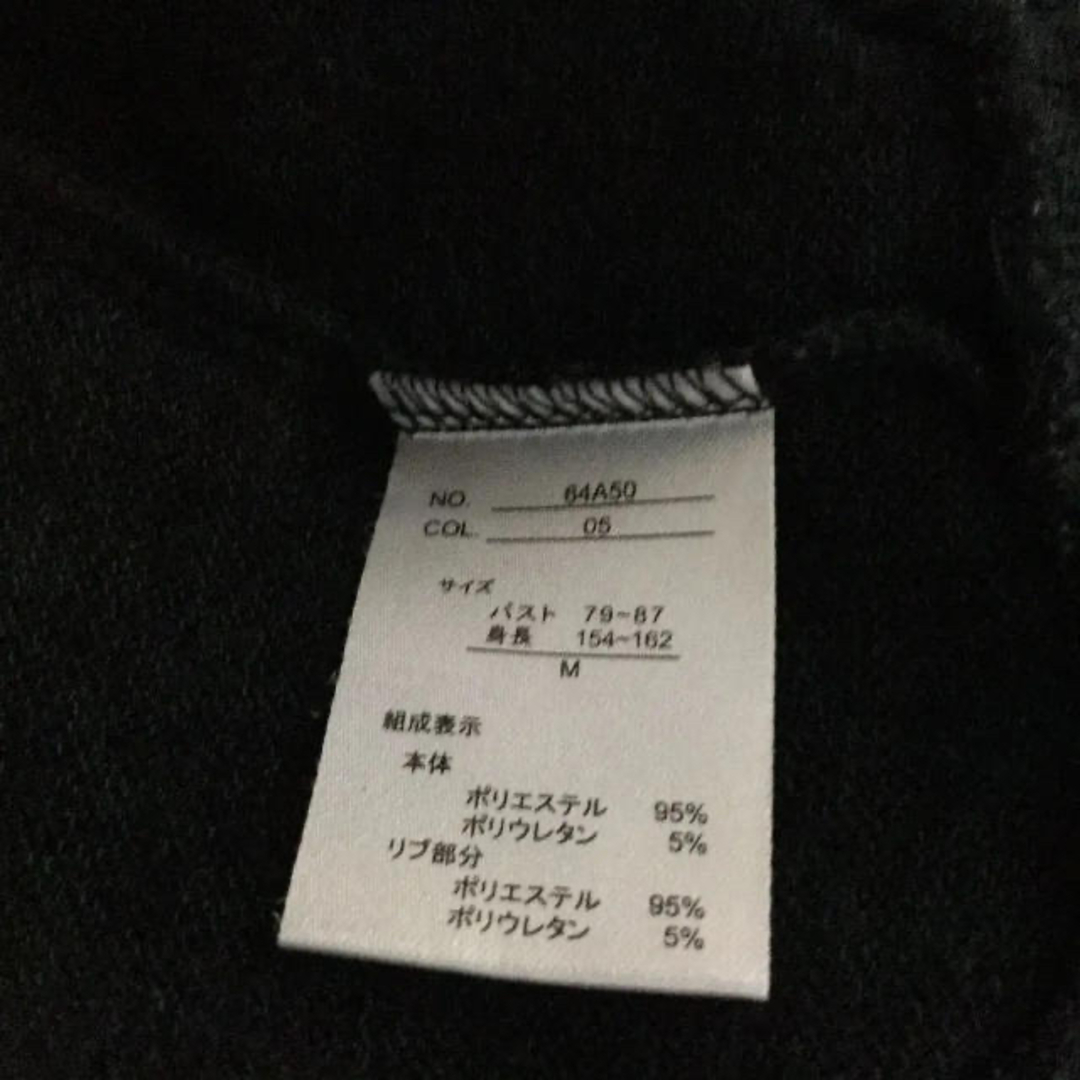 NO. 64A50
COL. 05
サイズ
バスト 79~87
身長 154~162
M
組成表示
本体
ポリエステル 95%
ポリウレタン 5%
リブ部分
ポリエステル 95%
ポリウレタン 5%